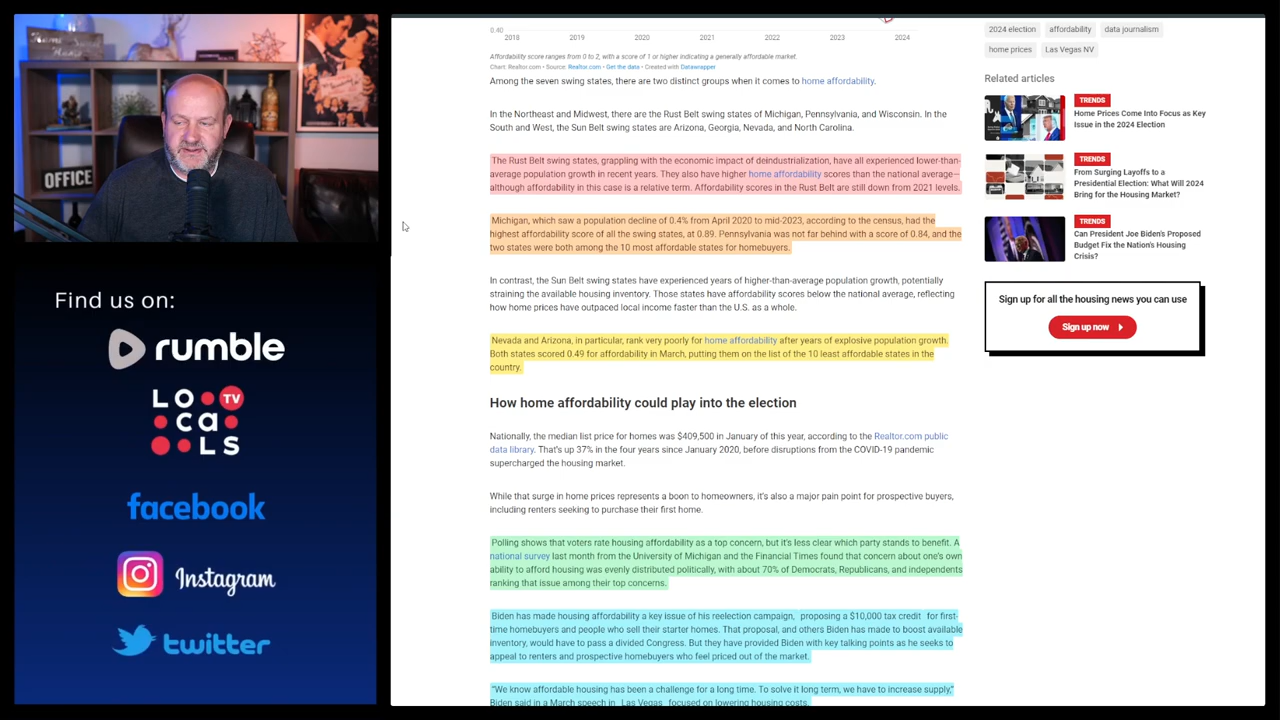 OFFICE
Find us on:
rumble
LO TV
ca
LS
facebook
Instagram
twitter
0.40
2018 2019 2020 2021 2022 2023 2024
Affordability score ranges from 0 to 2, with a score of 1 or higher indicating a generally affordable market.
Chart: Realtor.com • Source: Realtor.com • Get the data • Created with Datawrapper
Among the seven swing states, there are two distinct groups when it comes to home affordability.
In the Northeast and Midwest, there are the Rust Belt swing states of Michigan, Pennsylvania, and Wisconsin. In the
South and West, the Sun Belt swing states are Arizona, Georgia, Nevada, and North Carolina.
The Rust Belt swing states, grappling with the economic impact of deindustrialization, have all experienced lower-than-
average population growth in recent years. They also have higher home affordability scores than the national average—
although affordability in this case is a relative term. Affordability scores in the Rust Belt are still down from 2021 levels.
Michigan, which saw a population decline of 0.4% from April 2020 to mid-2023, according to the census, had the
highest affordability score of all the swing states, at 0.89. Pennsylvania was not far behind with a score of 0.84, and the
two states were both among the 10 most affordable states for homebuyers.
In contrast, the Sun Belt swing states have experienced years of higher-than-average population growth, potentially
straining the available housing inventory. Those states have affordability scores below the national average, reflecting
how home prices have outpaced local income faster than the U.S. as a whole.
Nevada and Arizona, in particular, rank very poorly for home affordability after years of explosive population growth.
Both states scored 0.49 for affordability in March, putting them on the list of the 10 least affordable states in the
country.
How home affordability could play into the election
Nationally, the median list price for homes was $409,500 in January of this year, according to the Realtor.com public
data library. That's up 37% in the four years since January 2020, before disruptions from the COVID-19 pandemic
supercharged the housing market.
While that surge in home prices represents a boon to homeowners, it's also a major pain point for prospective buyers,
including renters seeking to purchase their first home.
Polling shows that voters rate housing affordability as a top concern, but it's less clear which party stands to benefit. A
national survey last month from the University of Michigan and the Financial Times found that concern about one's own
ability to afford housing was evenly distributed politically, with about 70% of Democrats, Republicans, and independents
ranking that issue among their top concerns.
Biden has made housing affordability a key issue of his reelection campaign, proposing a $10,000 tax credit for first-
time homebuyers and people who sell their starter homes. That proposal, and others Biden has made to boost available
inventory, would have to pass a divided Congress. But they have provided Biden with key talking points as he seeks to
appeal to renters and prospective homebuyers who feel priced out of the market.
“We know affordable housing has been a challenge for a long time. To solve it long term, we have to increase supply,”
Biden said in a March speech in Las Vegas focused on lowering housing costs.
2024 election affordability data journalism
home prices Las Vegas NV
Related articles
TRENDS
Home Prices Come Into Focus as Key
Issue in the 2024 Election
TRENDS
From Surging Layoffs to a
Presidential Election: What Will 2024
Bring for the Housing Market?
TRENDS
Can President Joe Biden's Proposed
Budget Fix the Nation's Housing
Crisis?
Sign up for all the housing news you can use
Sign up now